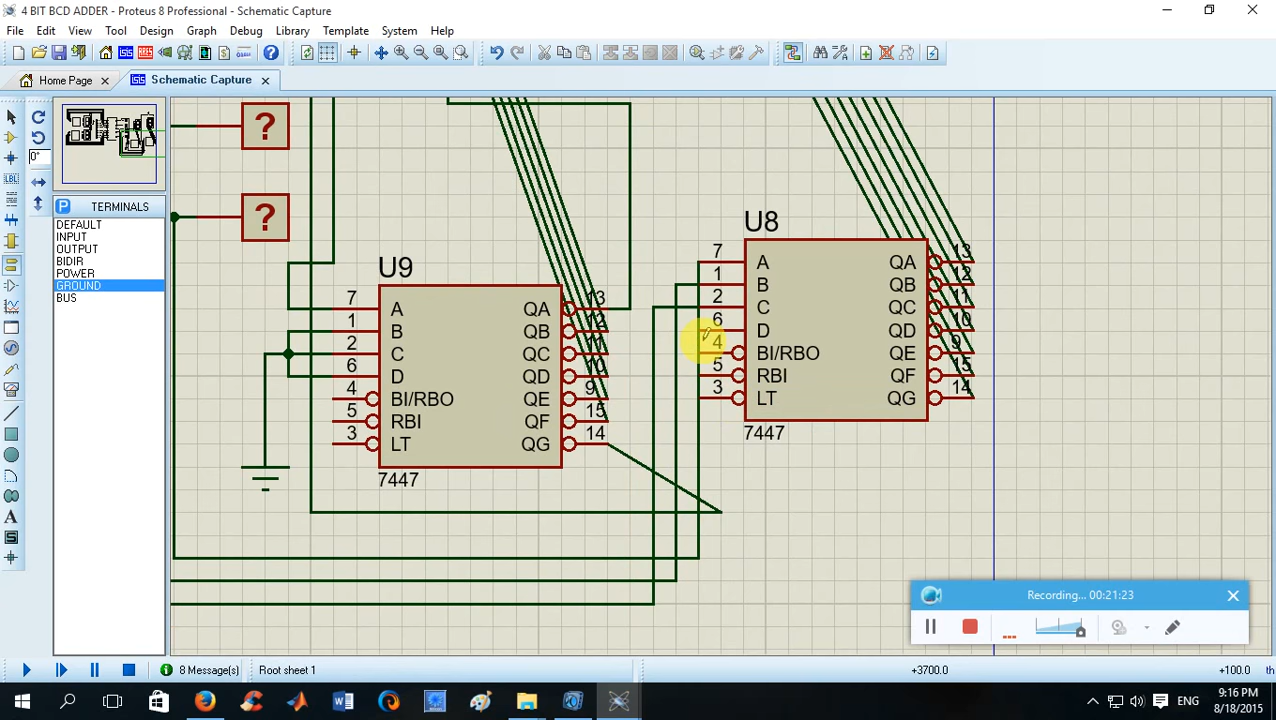 4 BIT BCD ADDER - Proteus 8 Professional - Schematic Capture
File Edit View Tool Design Graph Debug Library Template System Help
Home Page
Schematic Capture
0°
LBL
P TERMINALS
DEFAULT
INPUT
OUTPUT
BIDIR
POWER
GROUND
BUS
?
?
U9
7 A QA 13
1 B QB 12
2 C QC 11
6 D QD 10
4 BI/RBO QE 9
5 RBI QF 15
3 LT QG 14
7447
U8
7 A QA 13
1 B QB 12
2 C QC 11
6 D QD 10
4 BI/RBO QE 9
5 RBI QF 15
3 LT QG 14
7447
Recording... 00:21:23
8 Message(s) Root sheet 1 +3700.0 +100.0 th
ENG
9:16 PM
8/18/2015